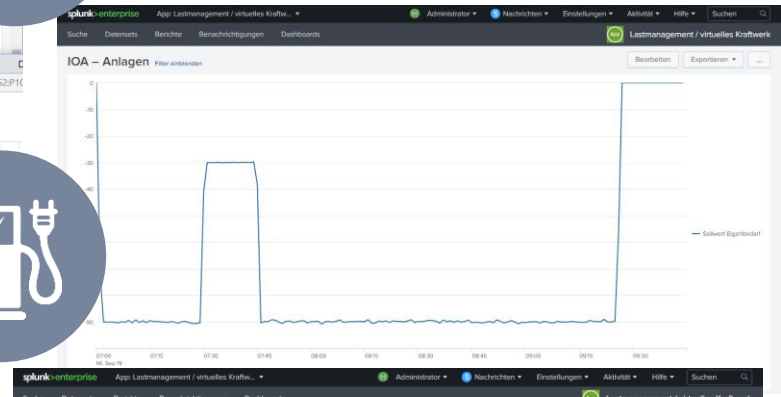 splunk>enterprise App: Lastmanagement / virtuelles Kraftw... Administrator Nachrichten Einstellungen Aktivität Hilfe Suchen
Suche Datensets Berichte Benachrichtigungen Dashboards Lastmanagement / virtuelles Kraftwerk
IOA – Anlagen Filter einblenden Bearbeiten Exportieren ...
0
-10
-20
-30
-40
Sollwert Eigenbedarf
-90
07:00 07:15 07:30 07:45 08:00 08:15 08:30 08:45 09:00 09:15 09:30
Mi. Sep 19
splunk>enterprise App: Lastmanagement / virtuelles Kraftw... Administrator Nachrichten Einstellungen Aktivität Hilfe Suchen